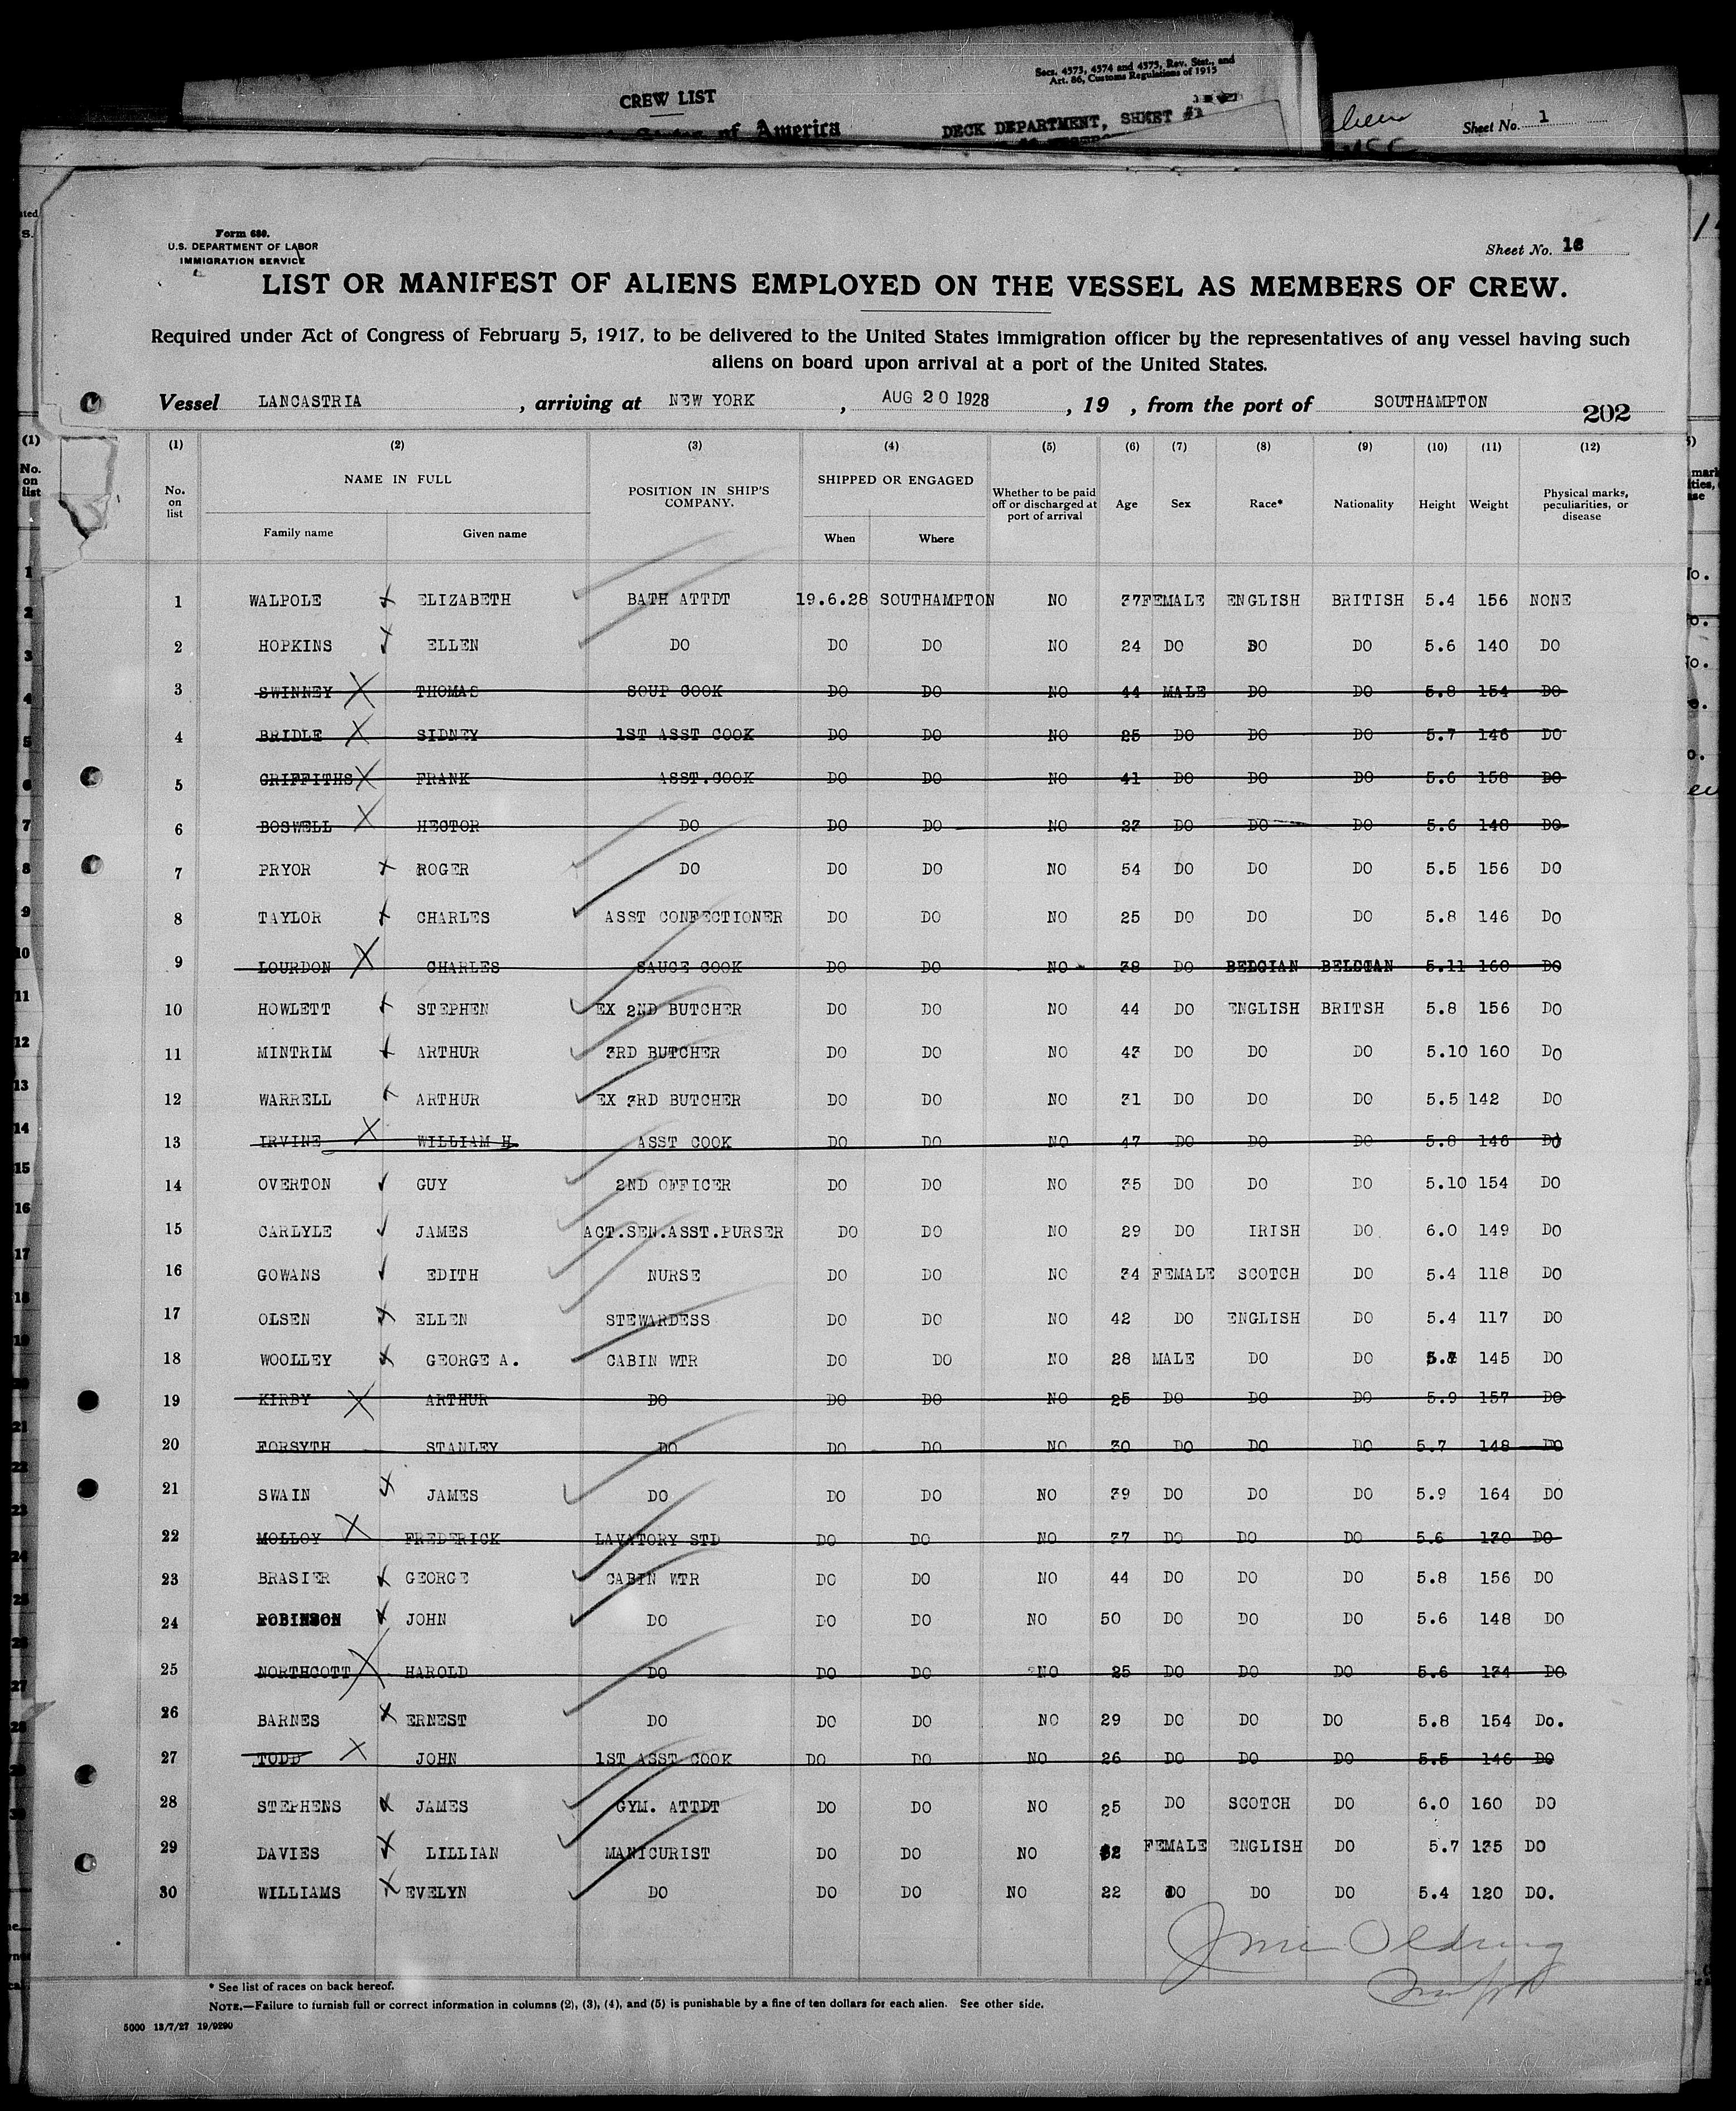 CREW LIST
Secs. 4573, 4574 and 4575, Rev. Stat., and
Art. 86, Customs Regulations of 1915
of America
DECK DEPARTMENT, SHEET #1
Sheet No. 1
Form 680.
U.S. DEPARTMENT OF LABOR
IMMIGRATION SERVICE
Sheet No. 16
LIST OR MANIFEST OF ALIENS EMPLOYED ON THE VESSEL AS MEMBERS OF CREW.
Required under Act of Congress of February 5, 1917, to be delivered to the United States immigration officer by the representatives of any vessel having such
aliens on board upon arrival at a port of the United States.
Vessel LANCASTRIA , arriving at NEW YORK , AUG 20 1928 , 19 , from the port of SOUTHAMPTON 202
(1) (2) (3) (4) (5) (6) (7) (8) (9) (10) (11) (12)
No. on list NAME IN FULL POSITION IN SHIP'S COMPANY. SHIPPED OR ENGAGED Whether to be paid off or discharged at port of arrival Age Sex Race* Nationality Height Weight Physical marks, peculiarities, or disease
Family name Given name When Where
1 WALPOLE ELIZABETH BATH ATTDT 19.6.28 SOUTHAMPTON NO 37 FEMALE ENGLISH BRITISH 5.4 156 NONE
2 HOPKINS ELLEN DO DO DO NO 24 DO DO DO 5.6 140 DO
3 SWINNEY THOMAS SOUP COOK DO DO NO 44 MALE DO DO 5.8 154 DO
4 BRIDLE SIDNEY 1ST ASST COOK DO DO NO 25 DO DO DO 5.7 146 DO
5 GRIFFITHS FRANK ASST.COOK DO DO NO 41 DO DO DO 5.6 158 DO
6 BOSWELL HECTOR DO DO DO NO 27 DO DO DO 5.6 148 DO
7 PRYOR ROGER DO DO DO NO 54 DO DO DO 5.5 156 DO
8 TAYLOR CHARLES ASST CONFECTIONER DO DO NO 25 DO DO DO 5.8 146 DO
9 LOURDON CHARLES SAUCE COOK DO DO NO 38 DO BELGIAN BELGIAN 5.11 160 DO
10 HOWLETT STEPHEN EX 2ND BUTCHER DO DO NO 44 DO ENGLISH BRITSH 5.8 156 DO
11 MINTRIM ARTHUR 3RD BUTCHER DO DO NO 43 DO DO DO 5.10 160 DO
12 WARRELL ARTHUR EX 3RD BUTCHER DO DO NO 31 DO DO DO 5.5 142 DO
13 IRVINE WILLIAM H. ASST COOK DO DO NO 47 DO DO DO 5.8 146 DO
14 OVERTON GUY 2ND OFFICER DO DO NO 35 DO DO DO 5.10 154 DO
15 CARLYLE JAMES ACT.SEN.ASST.PURSER DO DO NO 29 DO IRISH DO 6.0 149 DO
16 GOWANS EDITH NURSE DO DO NO 34 FEMALE SCOTCH DO 5.4 118 DO
17 OLSEN ELLEN STEWARDESS DO DO NO 42 DO ENGLISH DO 5.4 117 DO
18 WOOLLEY GEORGE A. CABIN WTR DO DO NO 28 MALE DO DO 145 DO
19 KIRBY ARTHUR DO DO DO NO 25 DO DO DO 5.9 157 DO
20 FORSYTH STANLEY DO DO DO NO 30 DO DO DO 5.7 148 DO
21 SWAIN JAMES DO DO DO NO 39 DO DO DO 5.9 164 DO
22 MOLLOY FREDERICK LAVATORY STD DO DO NO 37 DO DO DO 5.6 130 DO
23 BRASIER GEORGE CABIN WTR DO DO NO 44 DO DO DO 5.8 156 DO
24 ROBINSON JOHN DO DO DO NO 50 DO DO DO 5.6 148 DO
25 NORTHCOTT HAROLD DO DO DO NO 25 DO DO DO 5.6 134 DO
26 BARNES ERNEST DO DO DO NO 29 DO DO DO 5.8 154 Do.
27 TODD JOHN 1ST ASST COOK DO DO NO 26 DO DO DO 5.5 146 DO
28 STEPHENS JAMES GYM. ATTDT DO DO NO 25 DO SCOTCH DO 6.0 160 DO
29 DAVIES LILLIAN MANICURIST DO DO NO FEMALE ENGLISH DO 5.7 135 DO
30 WILLIAMS EVELYN DO DO DO NO 22 DO DO DO 5.4 120 DO.
* See list of races on back hereof.
NOTE.—Failure to furnish full or correct information in columns (2), (3), (4), and (5) is punishable by a fine of ten dollars for each alien. See other side.
5000 13/7/27 19/9290